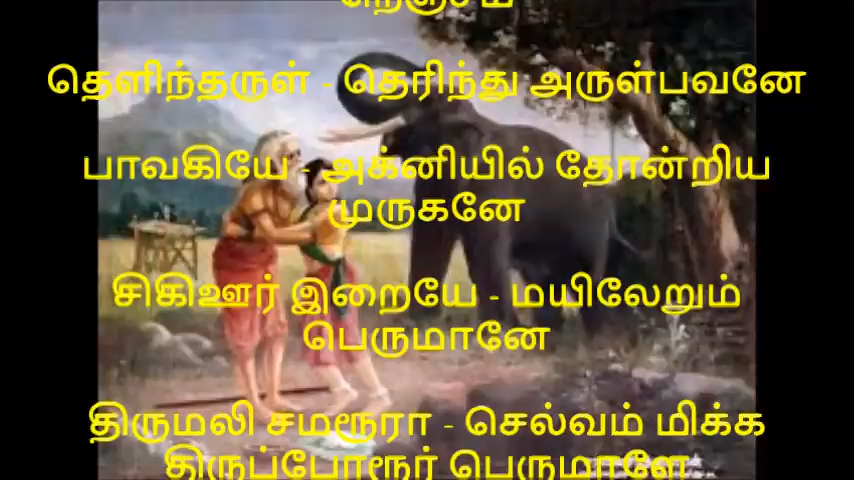 தெளிந்தருள் - தெரிந்து அருள்பவனே
பாவகியே - அக்னியில் தோன்றிய
முருகனே
சிகிஊர் இறையே - மயிலேறும்
பெருமானே
திருமலி சமரூரா - செல்வம் மிக்க
திருப்போரூர் பெருமாளே